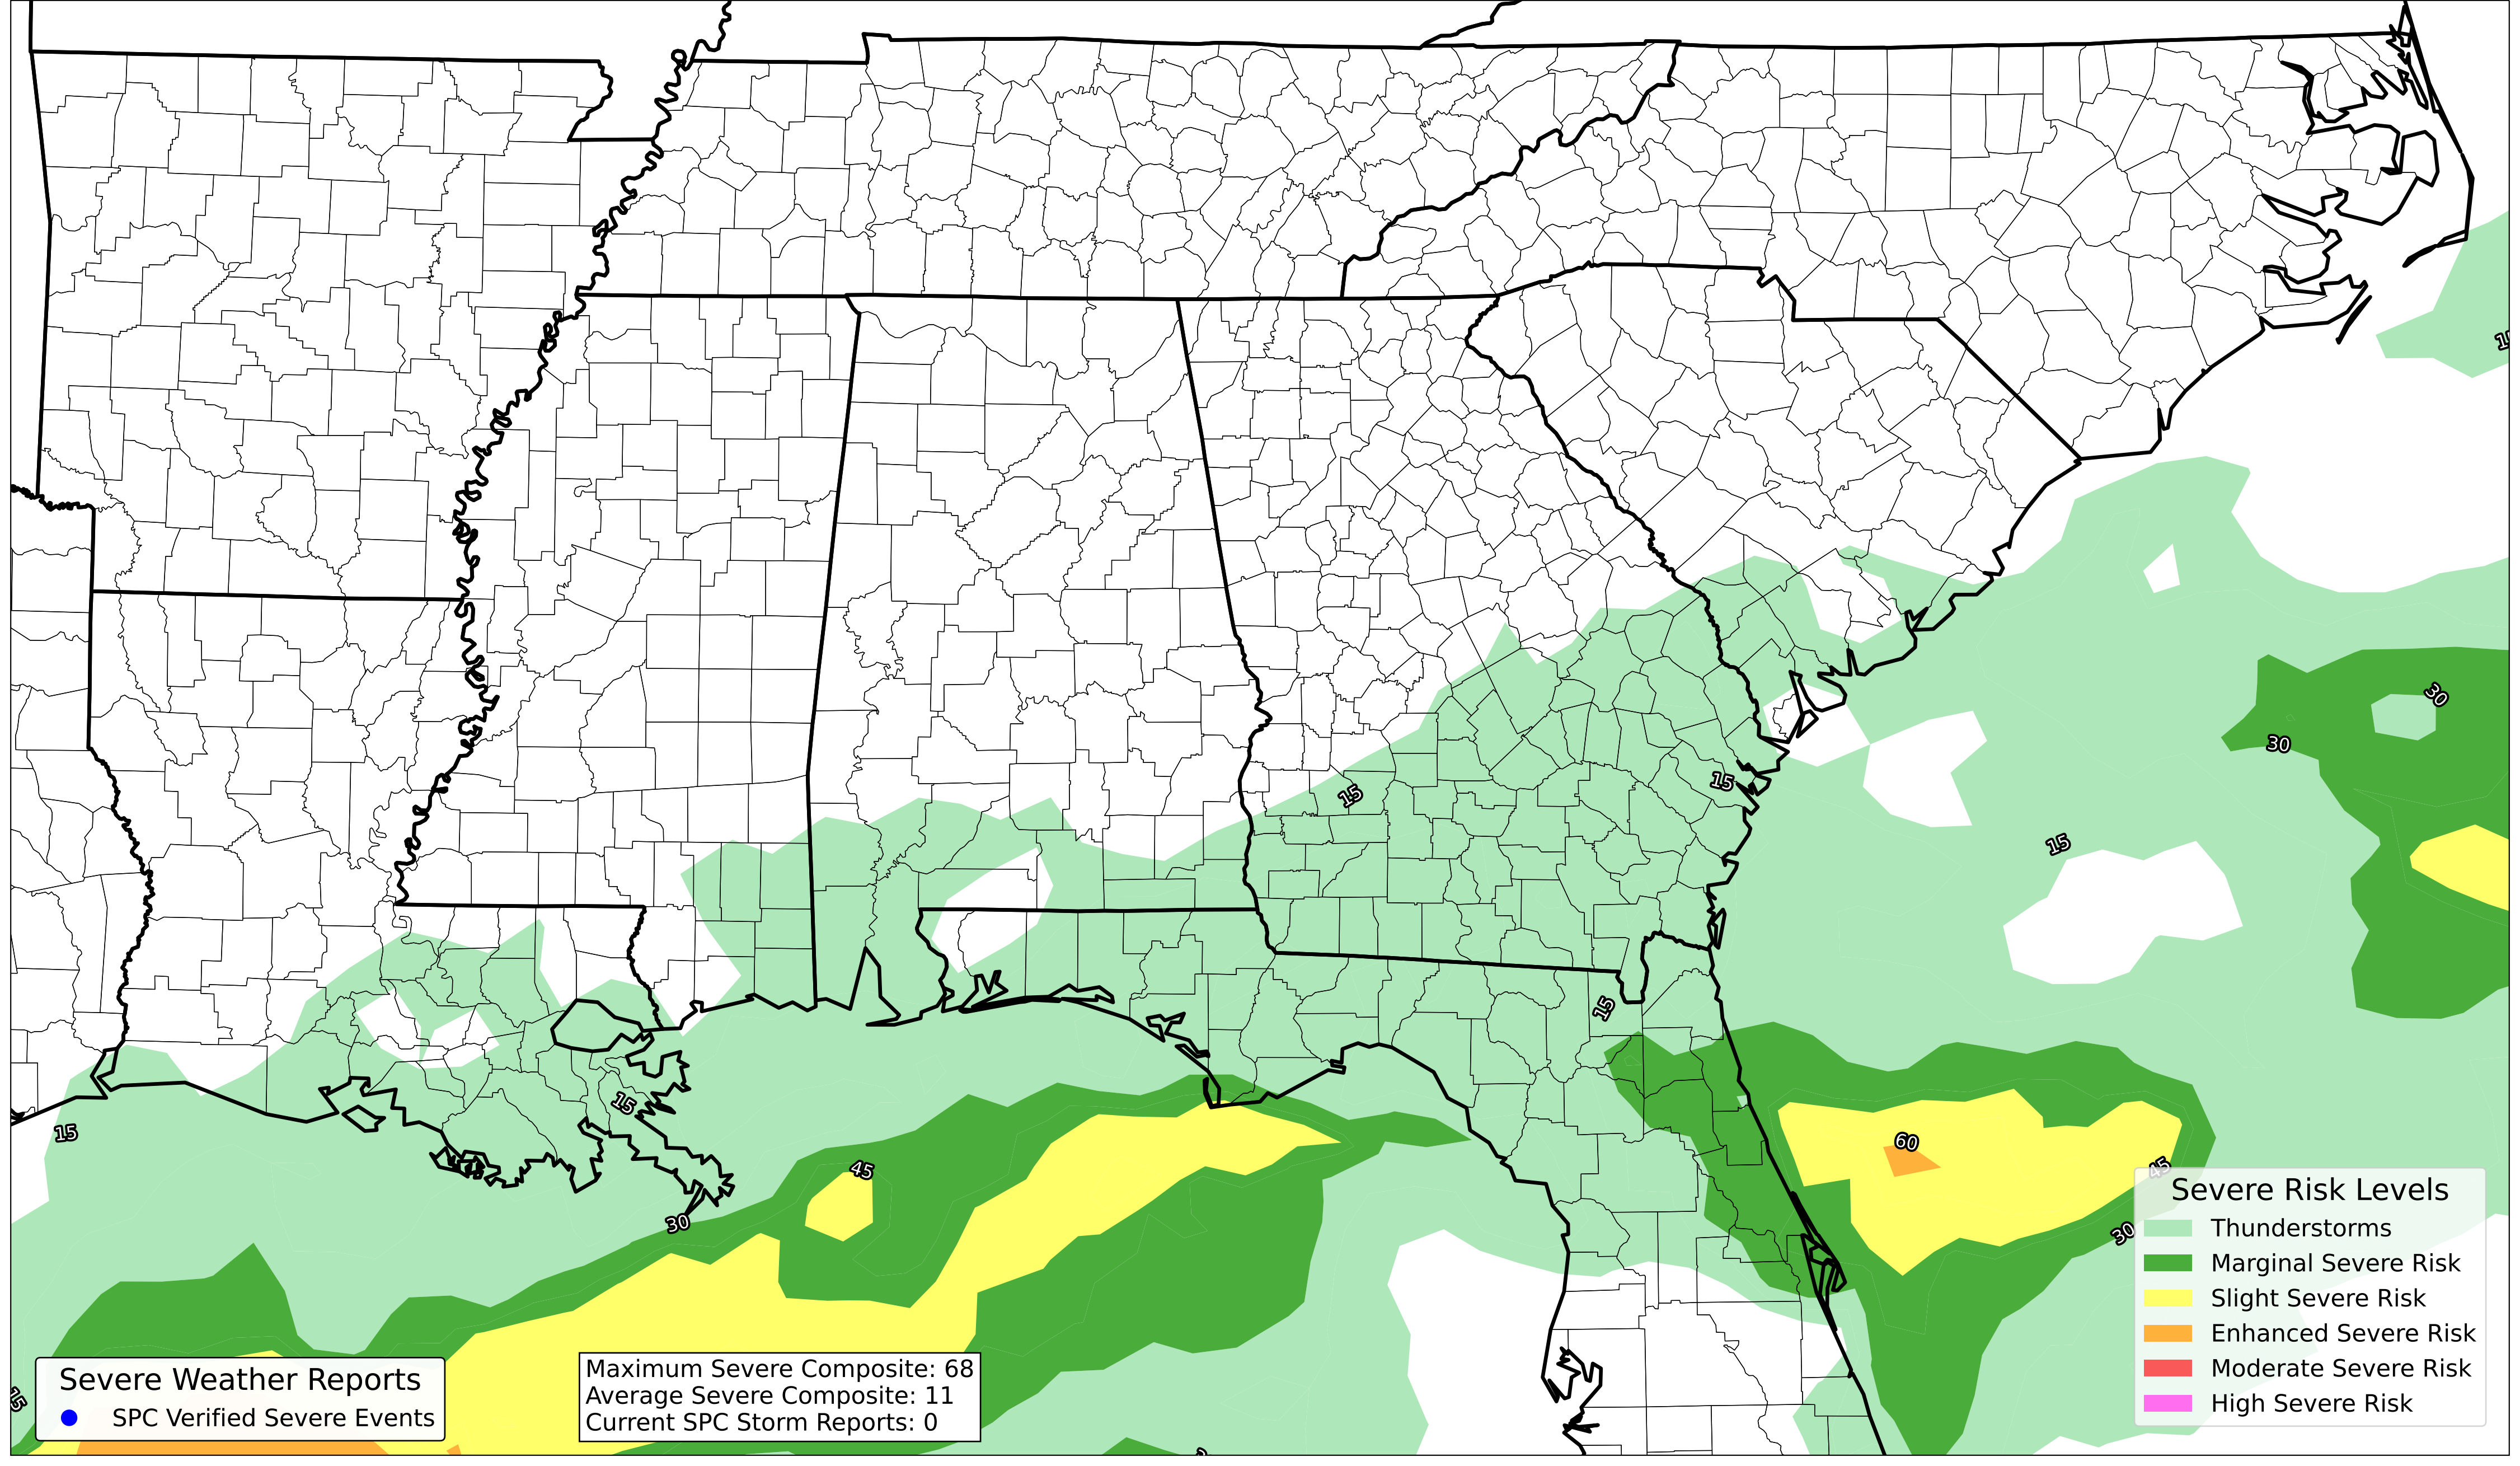 15
30
30
15
15
15
15
15
15
60
45
45
30
30
15
Severe Risk Levels
Thunderstorms
Marginal Severe Risk
Slight Severe Risk
Enhanced Severe Risk
Moderate Severe Risk
High Severe Risk
Severe Weather Reports
SPC Verified Severe Events
Maximum Severe Composite: 68
Average Severe Composite: 11
Current SPC Storm Reports: 0